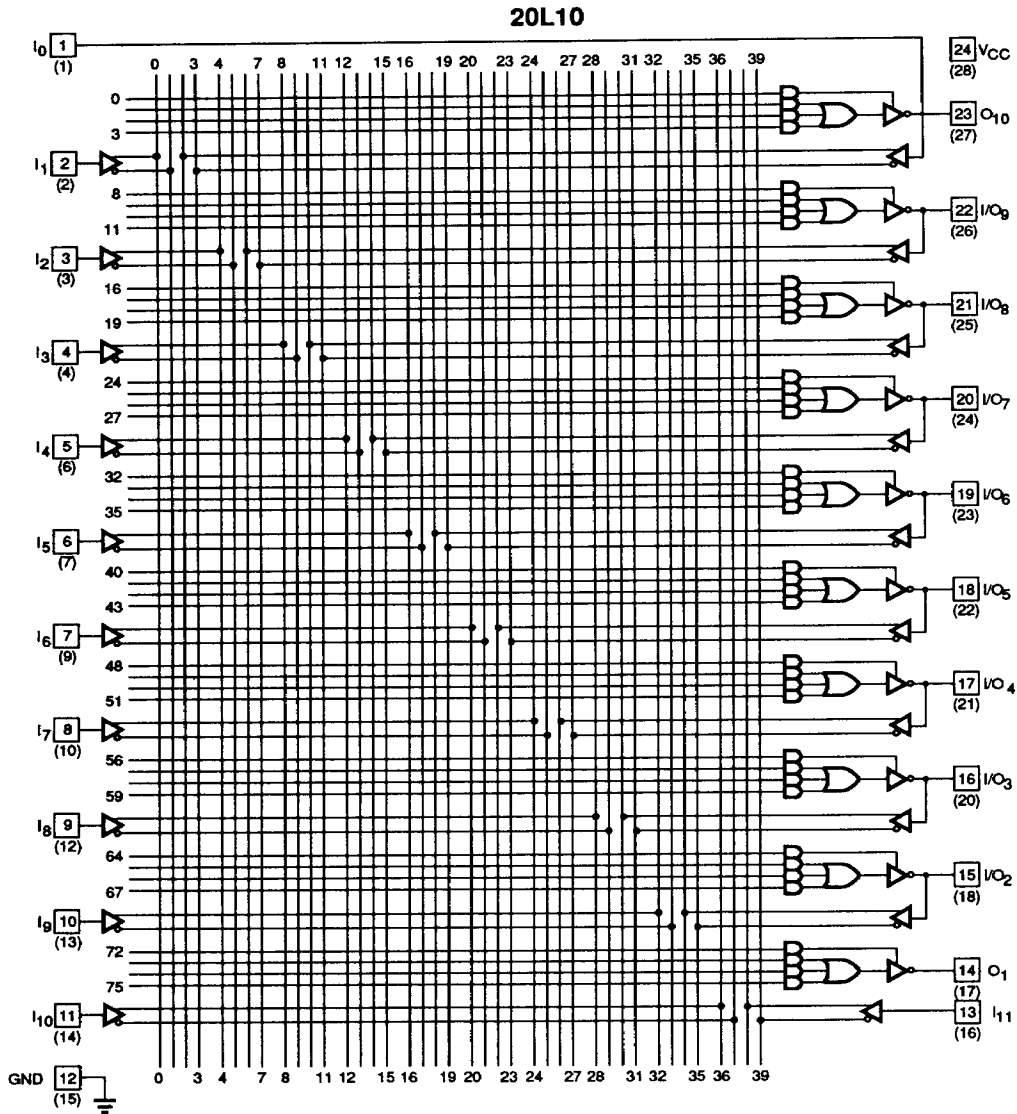 20L10
I0 1 24 VCC
(1) (28)
0 3 4 7 8 11 12 15 16 19 20 23 24 27 28 31 32 35 36 39
0
3
23 O10
(27)
I1 2
(2)
8
11
22 I/O9
(26)
I2 3
(3)
16
19
21 I/O8
(25)
I3 4
(4)
24
27
20 I/O7
(24)
I4 5
(6)
32
35
19 I/O6
(23)
I5 6
(7)
40
43
18 I/O5
(22)
I6 7
(9)
48
51
17 I/O4
(21)
I7 8
(10)
56
59
16 I/O3
(20)
I8 9
(12)
64
67
15 I/O2
(18)
I9 10
(13)
72
75
14 O1
(17)
I10 11
(14)
13 I11
(16)
GND 12
(15)
0 3 4 7 8 11 12 15 16 19 20 23 24 27 28 31 32 35 36 39